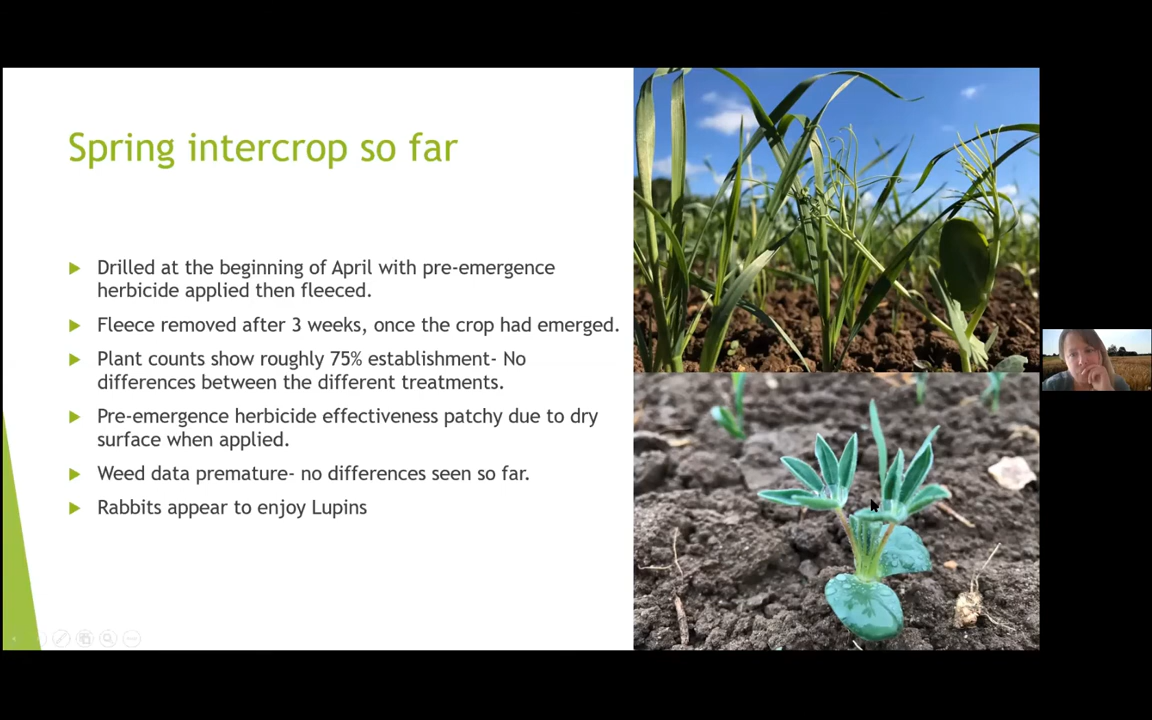 Spring intercrop so far
Drilled at the beginning of April with pre-emergence
herbicide applied then fleeced.
Fleece removed after 3 weeks, once the crop had emerged.
Plant counts show roughly 75% establishment- No
differences between the different treatments.
Pre-emergence herbicide effectiveness patchy due to dry
surface when applied.
Weed data premature- no differences seen so far.
Rabbits appear to enjoy Lupins